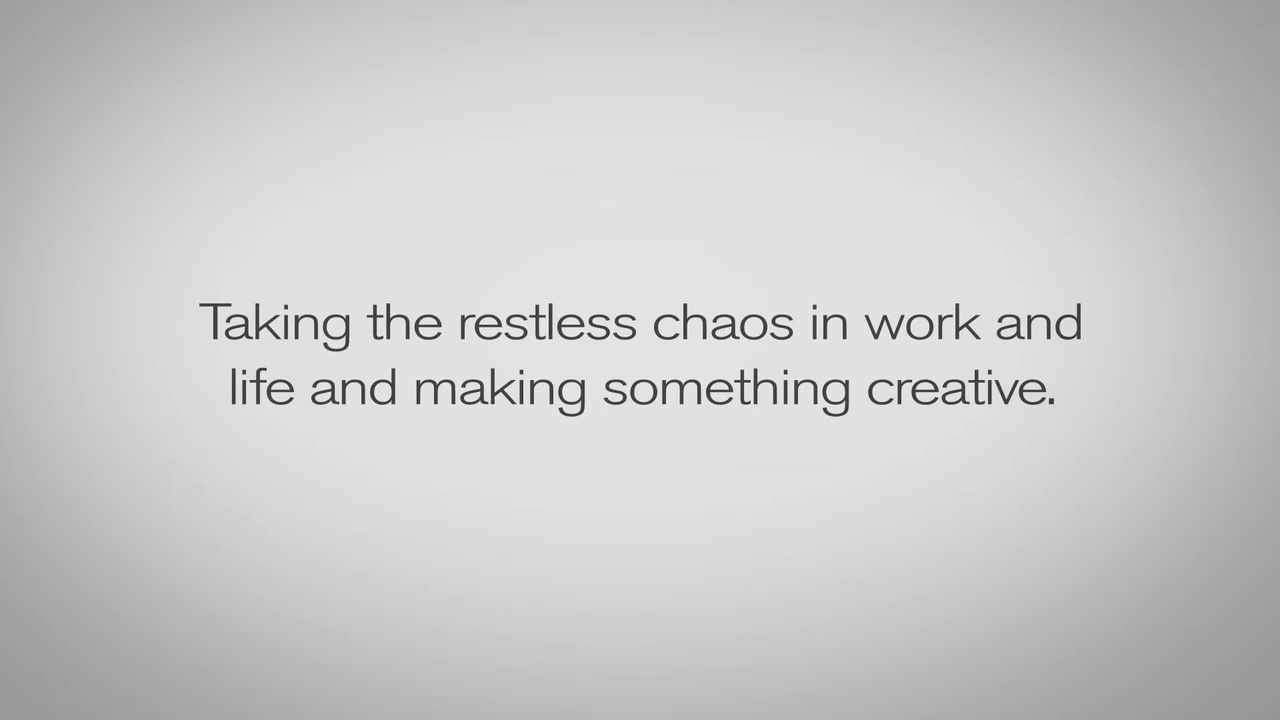 Taking the restless chaos in work and
life and making something creative.